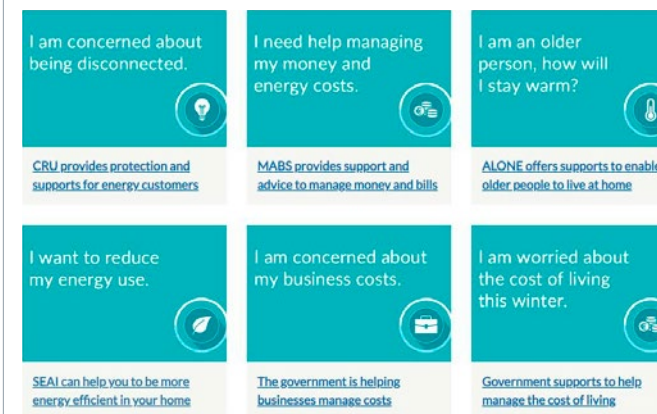 I am concerned about
being disconnected.
CRU provides protection and
supports for energy customers
I need help managing
my money and
energy costs.
MABS provides support and
advice to manage money and bills
I am an older
person, how will
I stay warm?
ALONE offers supports to enable
older people to live at home
I want to reduce
my energy use.
SEAI can help you to be more
energy efficient in your home
I am concerned about
my business costs.
The government is helping
businesses manage costs
I am worried about
the cost of living
this winter.
Government supports to help
manage the cost of living